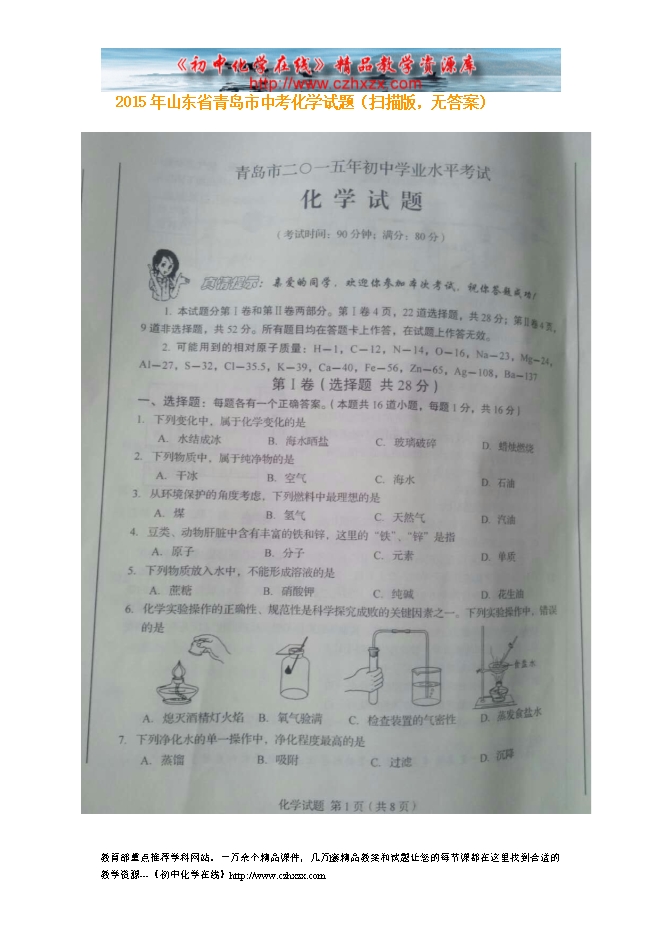 《初中化学在线》精品教学资源库
http://www.czhxzx.com
2015年山东省青岛市中考化学试题（扫描版，无答案）
青岛市二〇一五年初中学业水平考试
化 学 试 题
（考试时间：90分钟；满分：80分）
真情提示：亲爱的同学，欢迎你参加本次考试，祝你答题成功！
1. 本试题分第Ⅰ卷和第Ⅱ卷两部分。第Ⅰ卷4页，22道选择题，共28分；第Ⅱ卷4页，
9道非选择题，共52分。所有题目均在答题卡上作答，在试题上作答无效。
2. 可能用到的相对原子质量：H—1，C—12，N—14，O—16，Na—23，Mg—24，
Al—27，S—32，Cl—35.5，K—39，Ca—40，Fe—56，Zn—65，Ag—108，Ba—137
第Ⅰ卷（选择题 共28分）
一、选择题：每题各有一个正确答案。（本题共16道小题，每题1分，共16分）
1. 下列变化中，属于化学变化的是
A. 水结成冰 B. 海水晒盐 C. 玻璃破碎 D. 蜡烛燃烧
2. 下列物质中，属于纯净物的是
A. 干冰 B. 空气 C. 海水 D. 石油
3. 从环境保护的角度考虑，下列燃料中最理想的是
A. 煤 B. 氢气 C. 天然气 D. 汽油
4. 豆类、动物肝脏中含有丰富的铁和锌，这里的“铁”、“锌”是指
A. 原子 B. 分子 C. 元素 D. 单质
5. 下列物质放入水中，不能形成溶液的是
A. 蔗糖 B. 硝酸钾 C. 纯碱 D. 花生油
6. 化学实验操作的正确性、规范性是科学探究成败的关键因素之一。下列实验操作中，错误
的是
食盐水
A. 熄灭酒精灯火焰 B. 氧气验满 C. 检查装置的气密性 D. 蒸发食盐水
7. 下列净化水的单一操作中，净化程度最高的是
A. 蒸馏 B. 吸附 C. 过滤 D. 沉降
化学试题 第1页（共8页）
教育部重点推荐学科网站。一万余个精品课件，几万套精品教案和试题让您的每节课都在这里找到合适的
教学资源---《初中化学在线》http://www.czhxzx.com